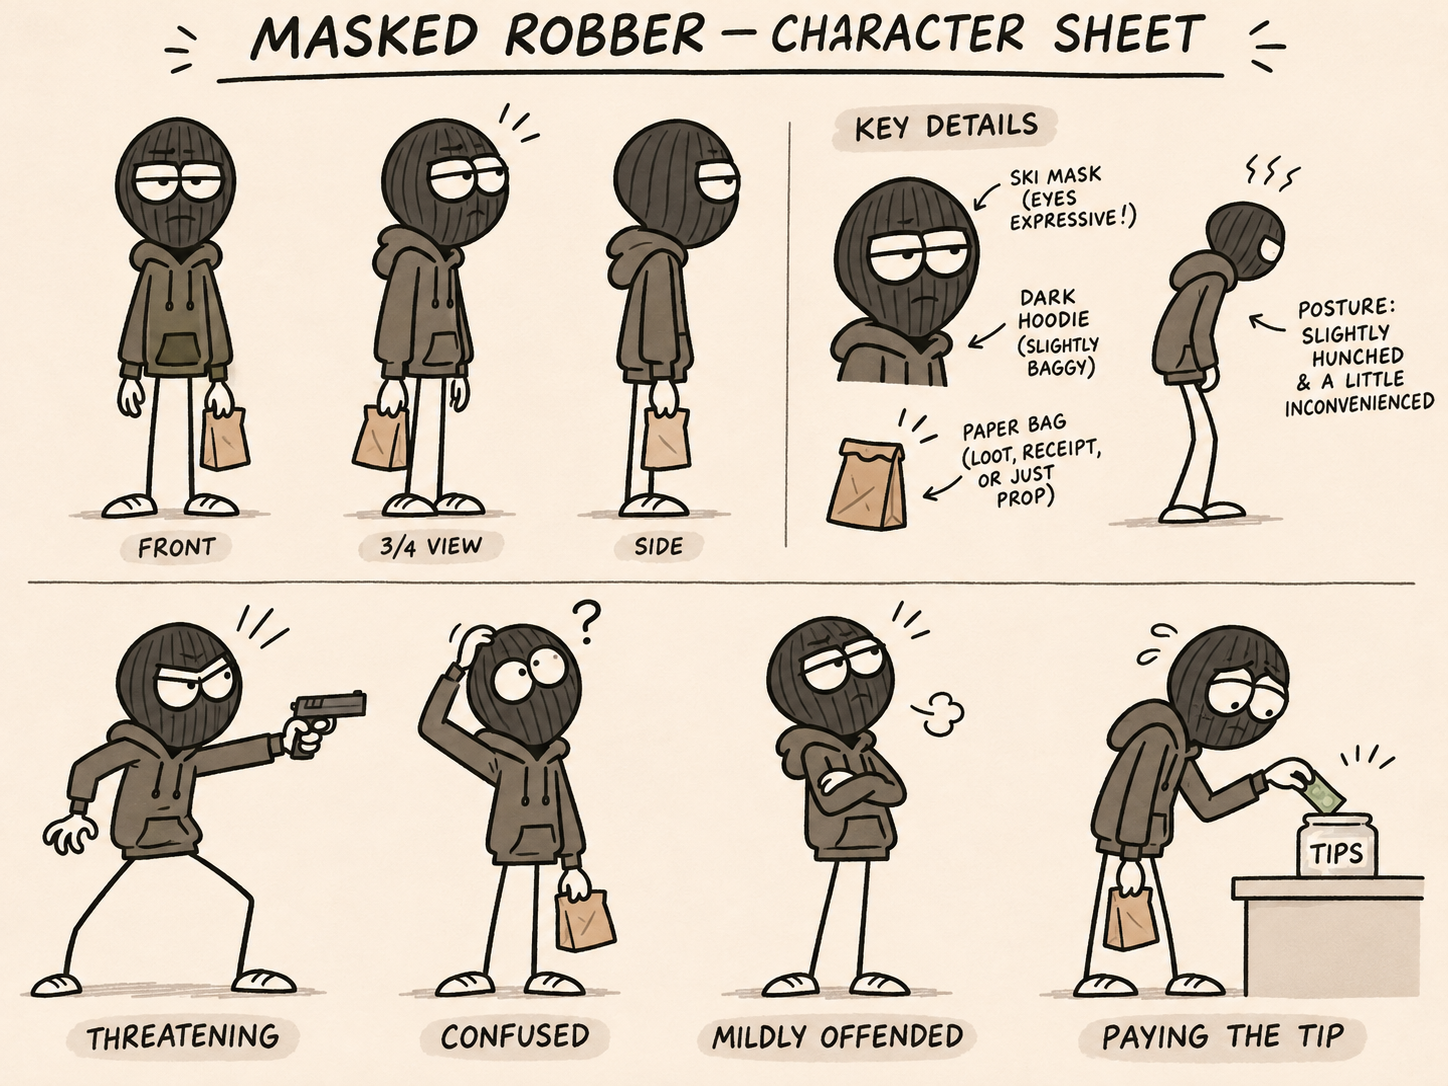 MASKED ROBBER — CHARACTER SHEET
FRONT
3/4 VIEW
SIDE
KEY DETAILS
SKI MASK
(EYES
EXPRESSIVE!)
DARK
HOODIE
(SLIGHTLY
BAGGY)
PAPER BAG
(LOOT, RECEIPT,
OR JUST
PROP)
POSTURE:
SLIGHTLY
HUNCHED
& A LITTLE
INCONVENIENCED
?
TIPS
THREATENING
CONFUSED
MILDLY OFFENDED
PAYING THE TIP